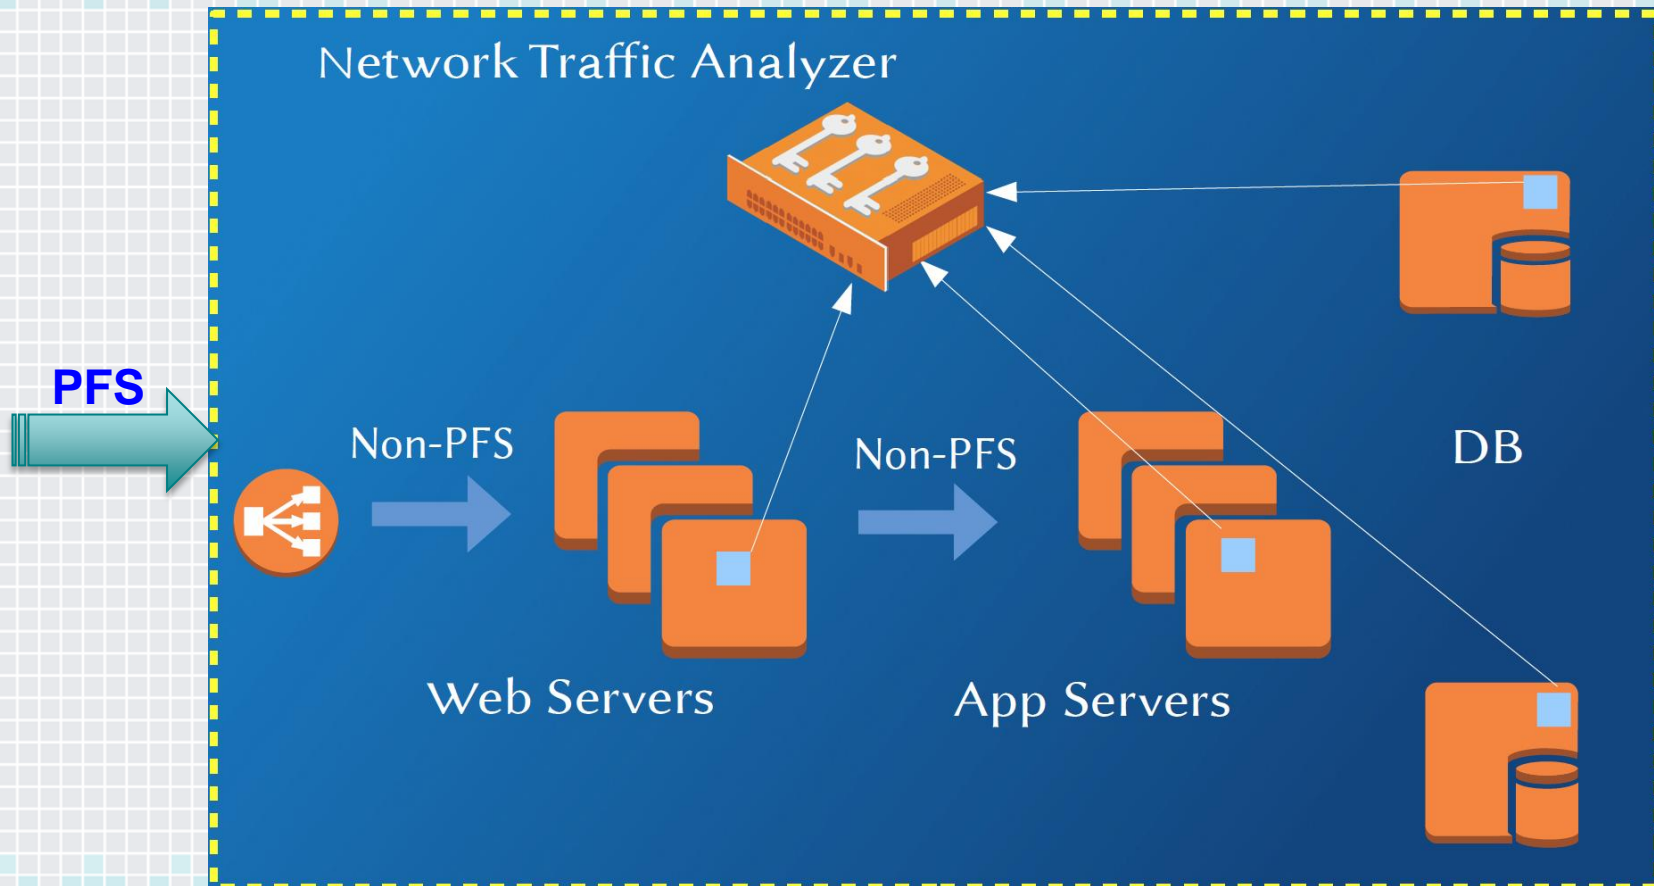 Network Traffic Analyzer
PFS
Non-PFS
Non-PFS
DB
Web Servers
App Servers